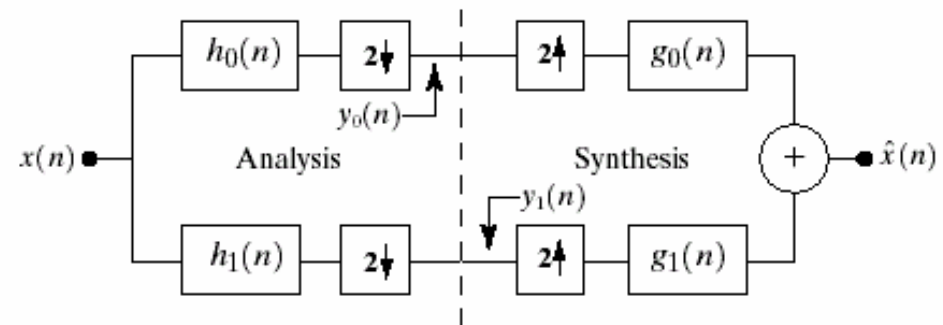 h₀(n) 2↓ 2↑ g₀(n)
y₀(n)
x(n) Analysis Synthesis + x̂(n)
y₁(n)
h₁(n) 2↓ 2↑ g₁(n)